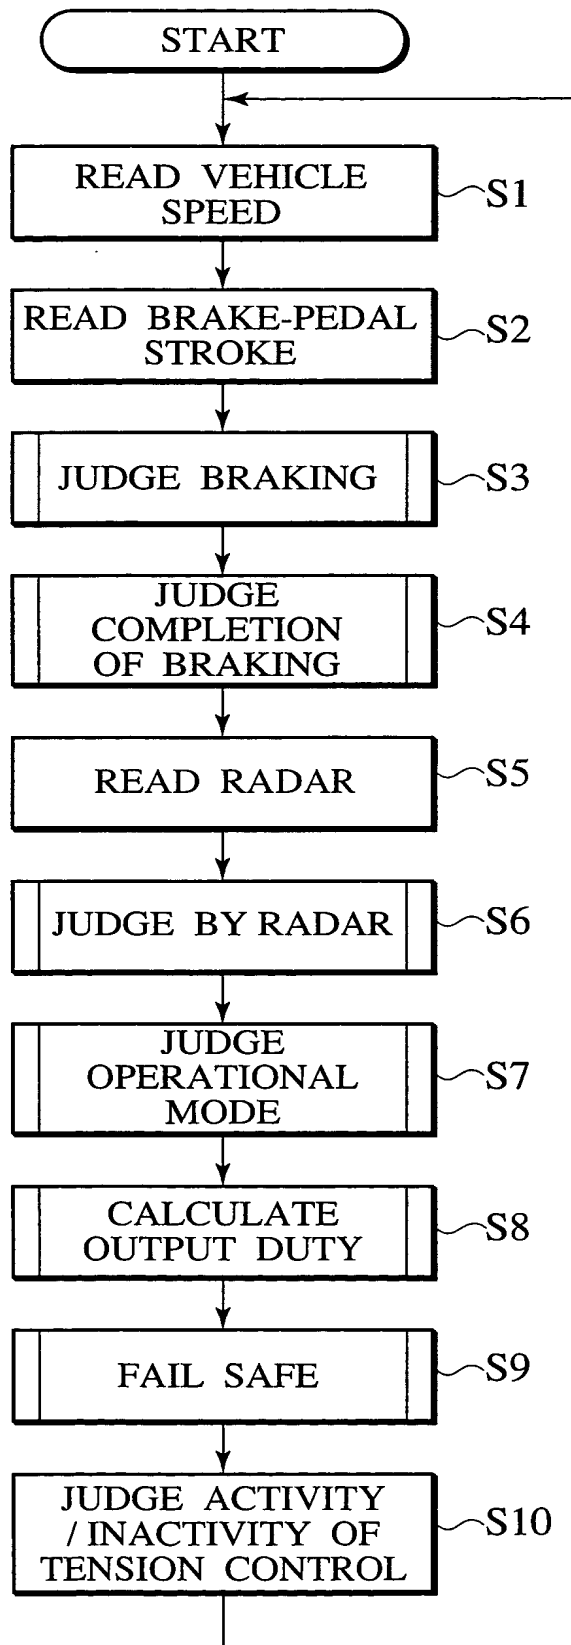 START
READ VEHICLE
SPEED
S1
READ BRAKE-PEDAL
STROKE
S2
JUDGE BRAKING
S3
JUDGE
COMPLETION
OF BRAKING
S4
READ RADAR
S5
JUDGE BY RADAR
S6
JUDGE
OPERATIONAL
MODE
S7
CALCULATE
OUTPUT DUTY
S8
FAIL SAFE
S9
JUDGE ACTIVITY
/ INACTIVITY OF
TENSION CONTROL
S10